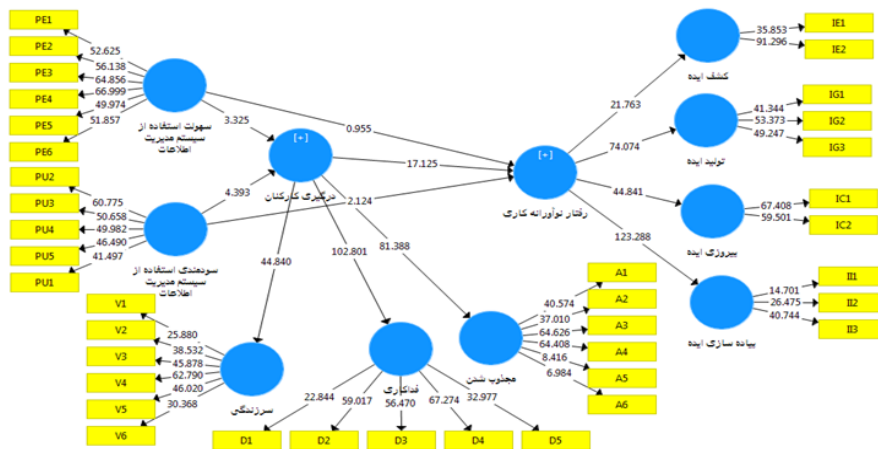 PE1
PE2
PE3
PE4
PE5
PE6
52.625
56.138
64.856
66.999
49.974
51.857
سهولت استفاده از
سیستم مدیریت
اطلاعات
3.325
0.955
PU2
PU3
PU4
PU5
PU1
60.775
50.658
49.982
46.490
41.497
سودمندی استفاده از
سیستم مدیریت
اطلاعات
4.393
2.124
[+]
درگیری کارکنان
17.125
[+]
رفتار نوآورانه کاری
44.840
102.801
81.388
21.763
74.074
44.841
123.288
کشف ایده
35.853
91.296
IE1
IE2
تولید ایده
41.344
53.373
49.247
IG1
IG2
IG3
پیروزی ایده
67.408
59.501
IC1
IC2
پیاده سازی ایده
14.701
26.475
40.744
II1
II2
II3
V1
V2
V3
V4
V5
V6
25.880
38.532
45.878
62.790
46.020
30.368
سرزندگی
فداکاری
22.844
59.017
56.470
67.274
32.977
D1
D2
D3
D4
D5
مجذوب شدن
40.574
37.010
64.626
64.408
8.416
6.984
A1
A2
A3
A4
A5
A6